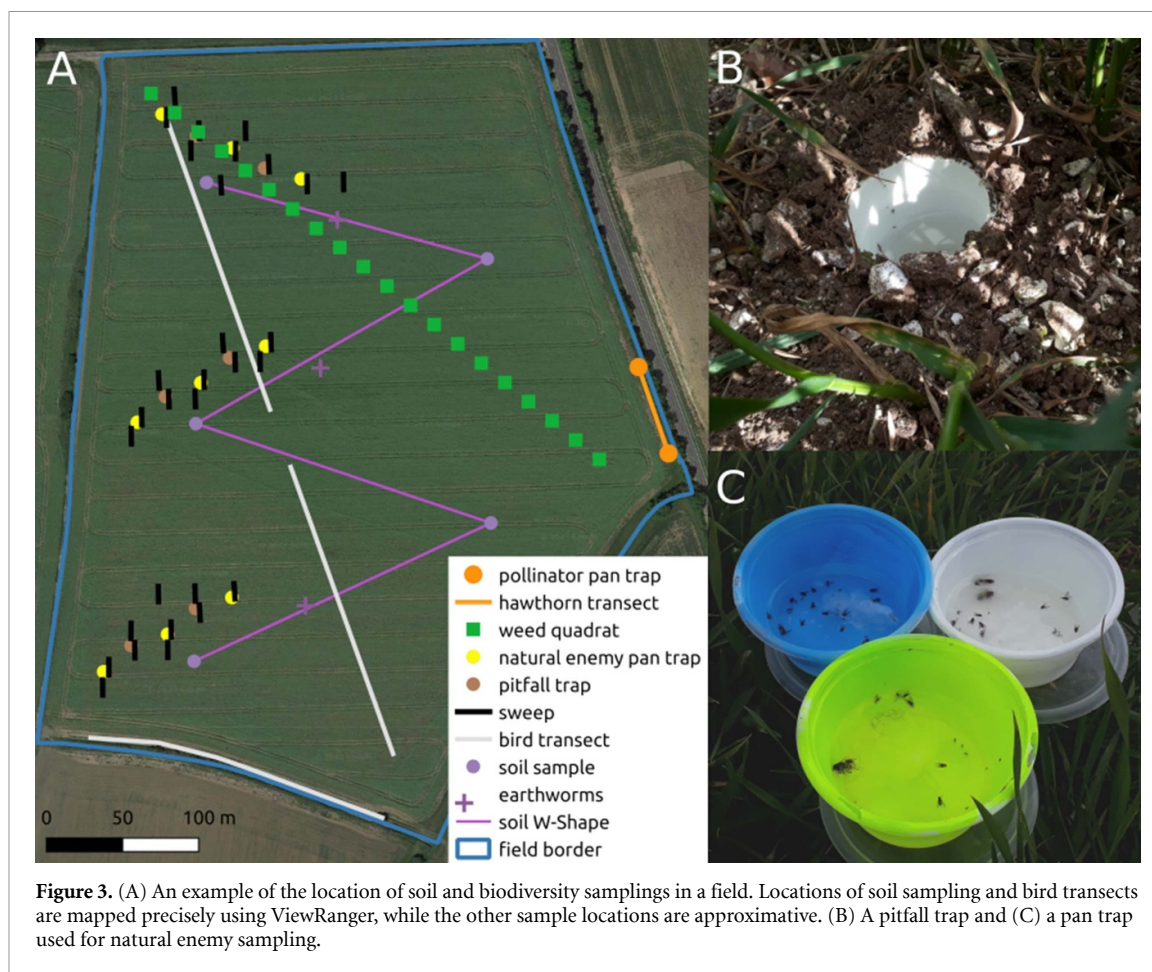 A
B
C
0 50 100 m
pollinator pan trap
hawthorn transect
weed quadrat
natural enemy pan trap
pitfall trap
sweep
bird transect
soil sample
earthworms
soil W-Shape
field border
Figure 3. (A) An example of the location of soil and biodiversity samplings in a field. Locations of soil sampling and bird transects
are mapped precisely using ViewRanger, while the other sample locations are approximative. (B) A pitfall trap and (C) a pan trap
used for natural enemy sampling.